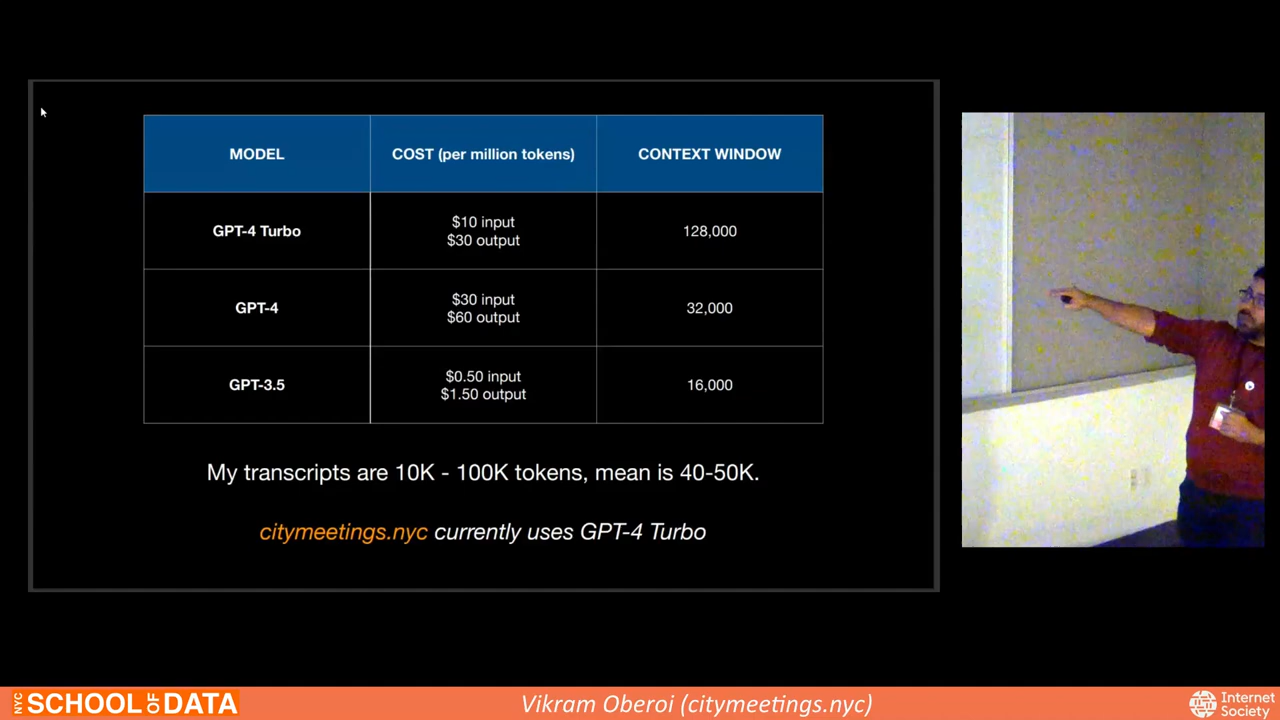 MODEL
COST (per million tokens)
CONTEXT WINDOW
GPT-4 Turbo
$10 input
$30 output
128,000
GPT-4
$30 input
$60 output
32,000
GPT-3.5
$0.50 input
$1.50 output
16,000
My transcripts are 10K - 100K tokens, mean is 40-50K.
citymeetings.nyc currently uses GPT-4 Turbo
NYC SCHOOL OF DATA
Vikram Oberoi (citymeetings.nyc)
Internet
Society